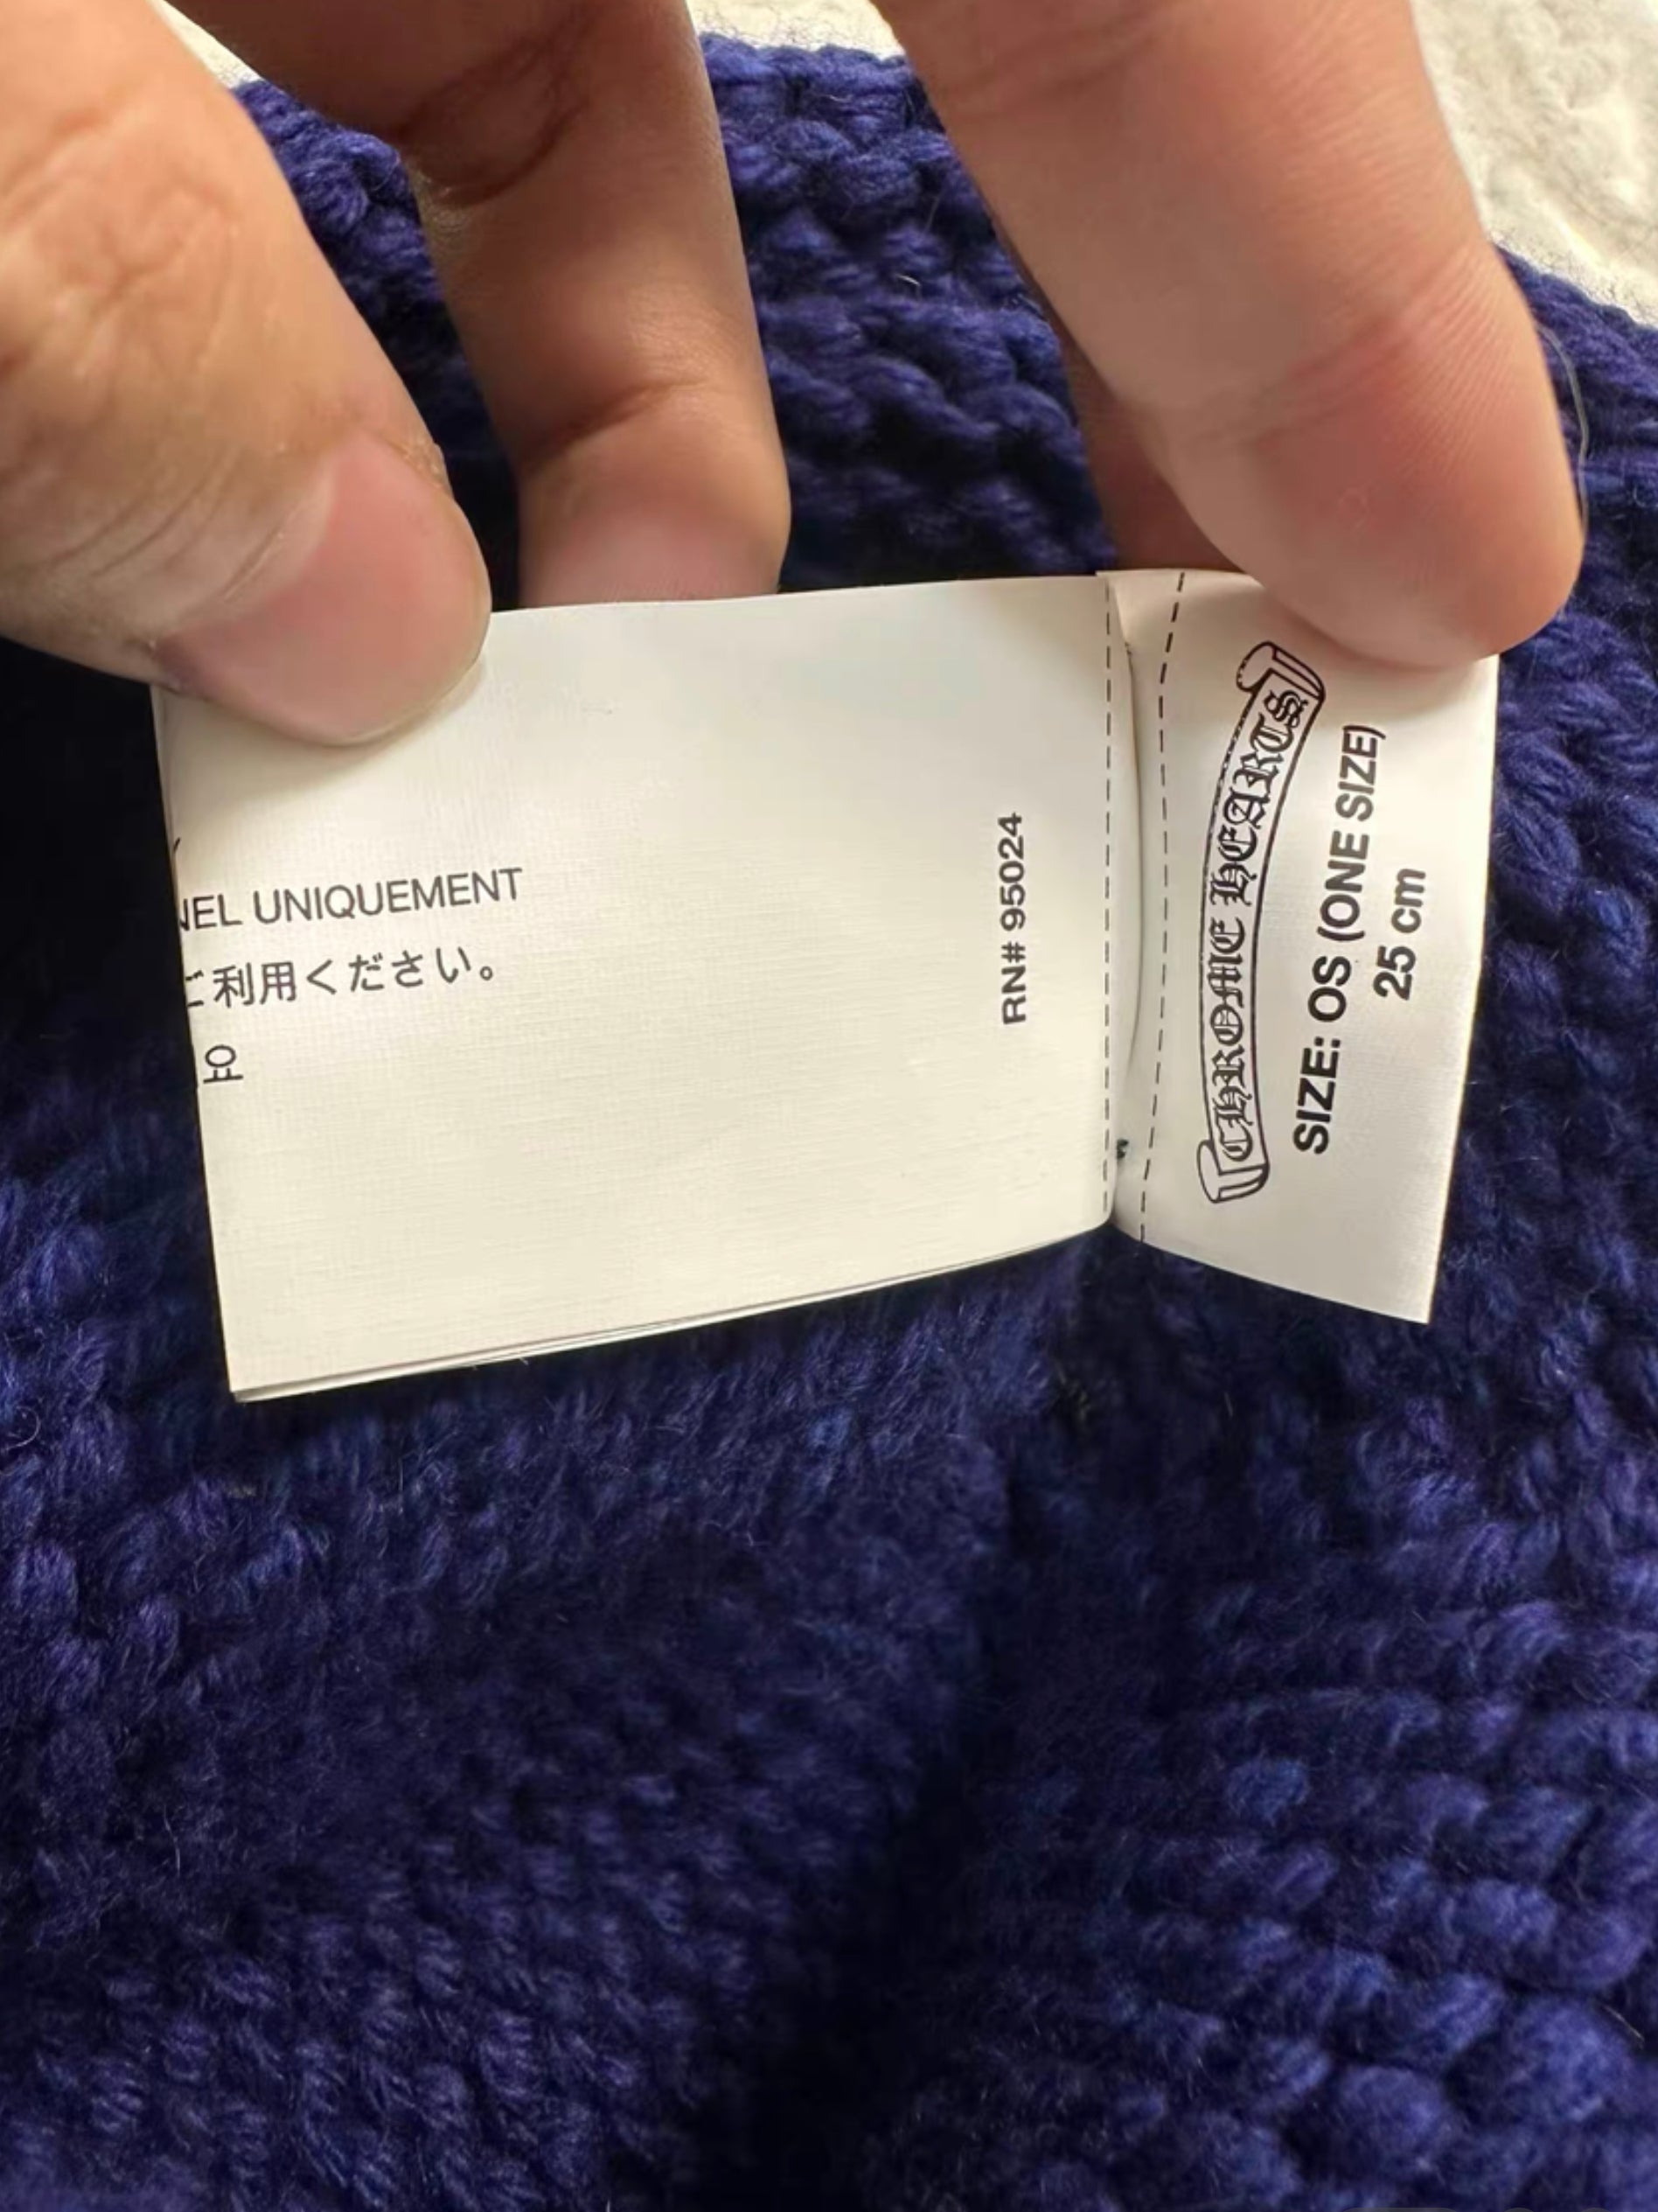 NEL UNIQUEMENT
ご利用ください。
요
RN# 95024
CHROME HEARTS
SIZE: OS (ONE SIZE)
25 cm